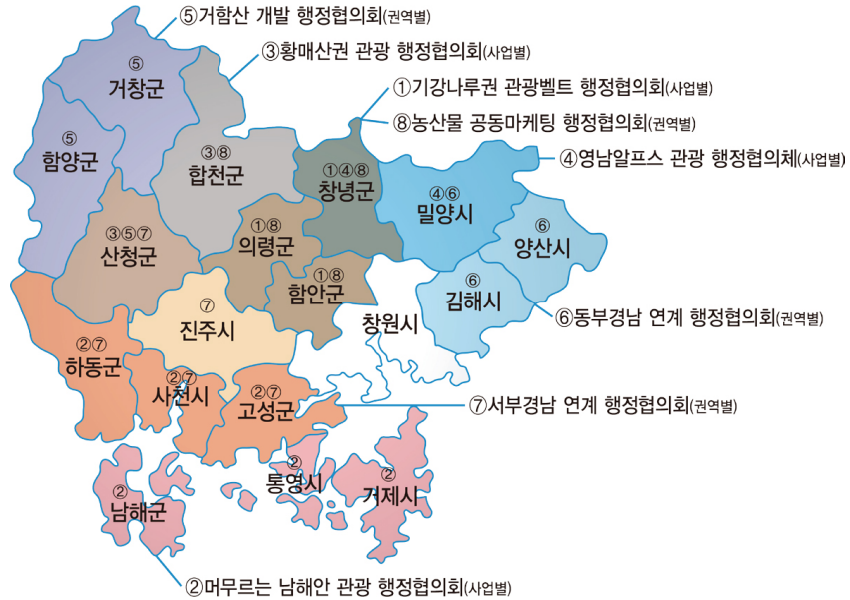 ⑤거함산 개발 행정협의회(권역별)
③황매산권 관광 행정협의회(사업별)
①기강나루권 관광벨트 행정협의회(사업별)
⑧농산물 공동마케팅 행정협의회(권역별)
④영남알프스 관광 행정협의체(사업별)
⑤
거창군
⑤
함양군
③⑧
합천군
①④⑧
창녕군
④⑥
밀양시
③⑤⑦
산청군
①⑧
의령군
⑥
양산시
①⑧
함안군
⑥
김해시
⑦
진주시
창원시
⑥동부경남 연계 행정협의회(권역별)
②⑦
하동군
②⑦
사천시
②⑦
고성군
⑦서부경남 연계 행정협의회(권역별)
②
통영시
②
거제시
②
남해군
②머무르는 남해안 관광 행정협의회(사업별)